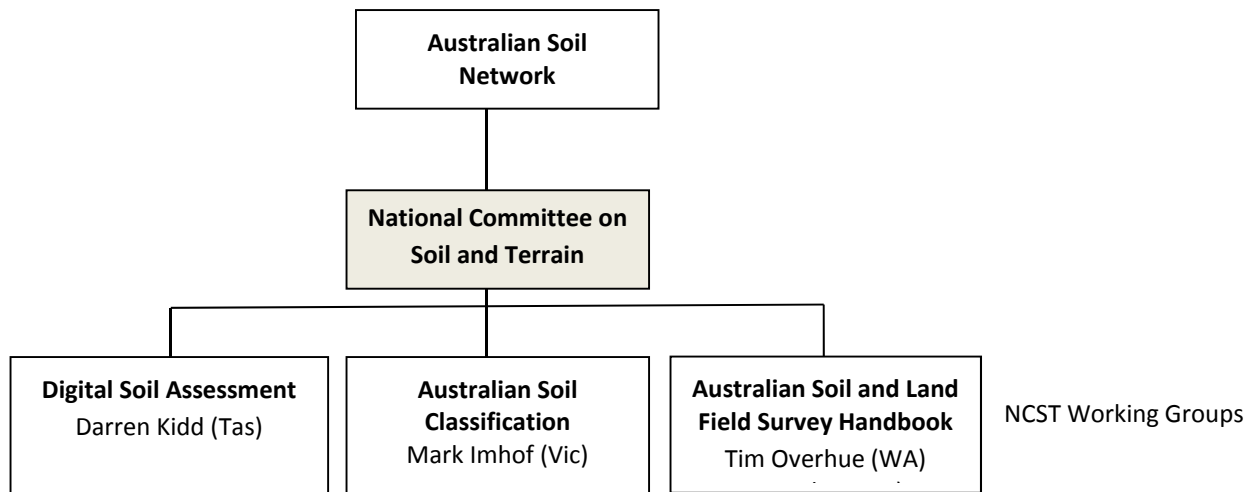 Australian Soil
Network
National Committee on
Soil and Terrain
Digital Soil Assessment
Darren Kidd (Tas)
Australian Soil
Classification
Mark Imhof (Vic)
Australian Soil and Land
Field Survey Handbook
Tim Overhue (WA)
NCST Working Groups